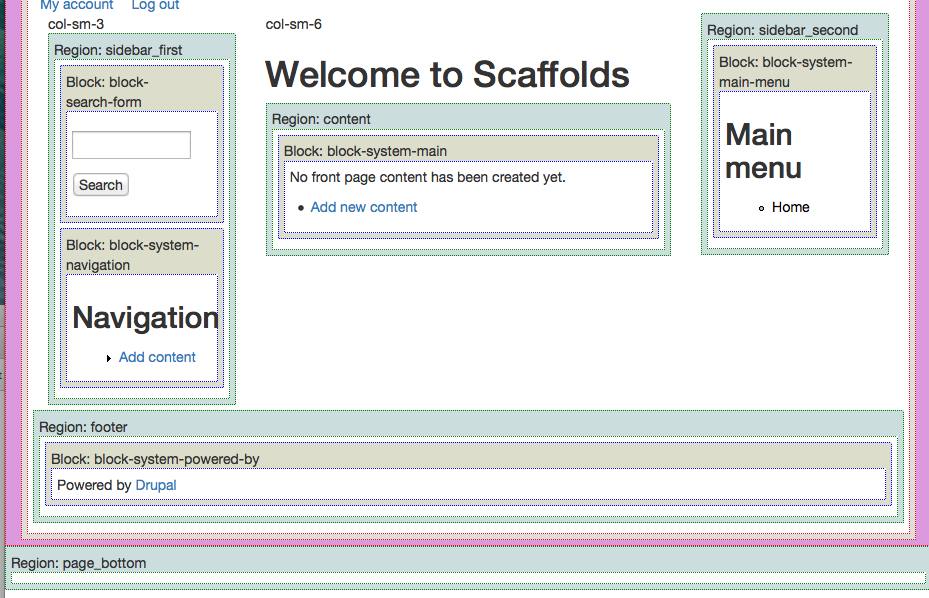 My account Log out
col-sm-3
Region: sidebar_first
Block: block-
search-form
Search
Block: block-system-
navigation
Navigation
Add content
col-sm-6
Welcome to Scaffolds
Region: content
Block: block-system-main
No front page content has been created yet.
Add new content
Region: sidebar_second
Block: block-system-
main-menu
Main
menu
Home
Region: footer
Block: block-system-powered-by
Powered by Drupal
Region: page_bottom